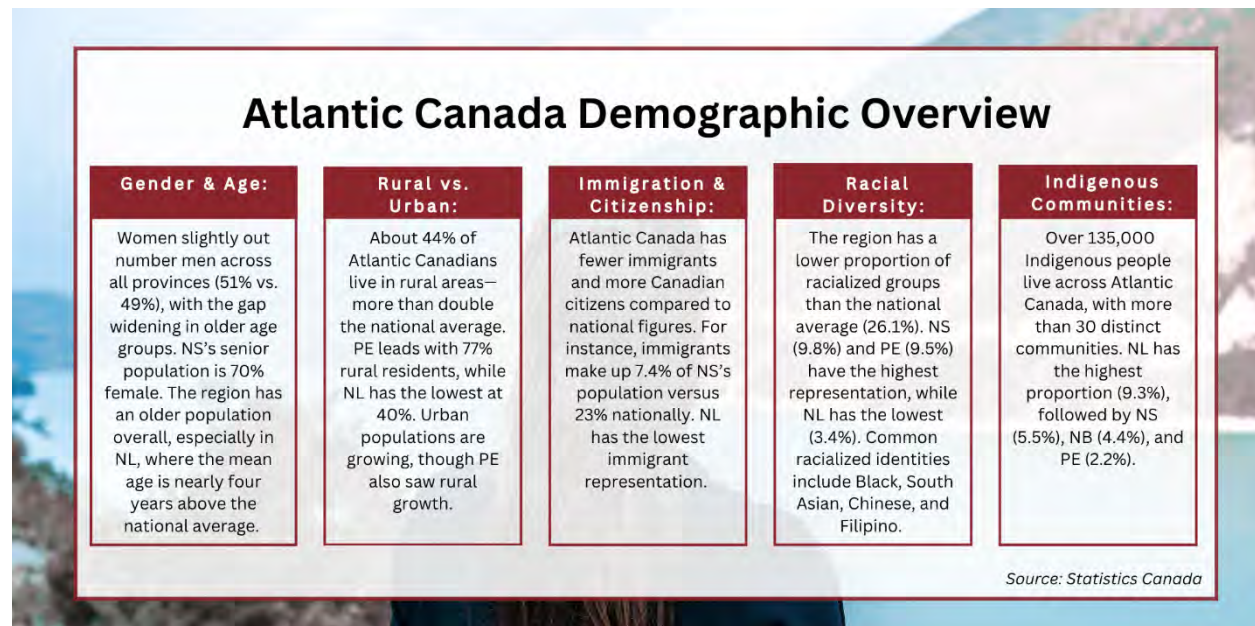 Atlantic Canada Demographic Overview
Gender & Age:
Women slightly out
number men across
all provinces (51% vs.
49%), with the gap
widening in older age
groups. NS's senior
population is 70%
female. The region has
an older population
overall, especially in
NL, where the mean
age is nearly four
years above the
national average.
Rural vs.
Urban:
About 44% of
Atlantic Canadians
live in rural areas—
more than double
the national average.
PE leads with 77%
rural residents, while
NL has the lowest at
40%. Urban
populations are
growing, though PE
also saw rural
growth.
Immigration &
Citizenship:
Atlantic Canada has
fewer immigrants
and more Canadian
citizens compared to
national figures. For
instance, immigrants
make up 7.4% of NS's
population versus
23% nationally. NL
has the lowest
immigrant
representation.
Racial
Diversity:
The region has a
lower proportion of
racialized groups
than the national
average (26.1%). NS
(9.8%) and PE (9.5%)
have the highest
representation, while
NL has the lowest
(3.4%). Common
racialized identities
include Black, South
Asian, Chinese, and
Filipino.
Indigenous
Communities:
Over 135,000
Indigenous people
live across Atlantic
Canada, with more
than 30 distinct
communities. NL has
the highest
proportion (9.3%),
followed by NS
(5.5%), NB (4.4%), and
PE (2.2%).
Source: Statistics Canada